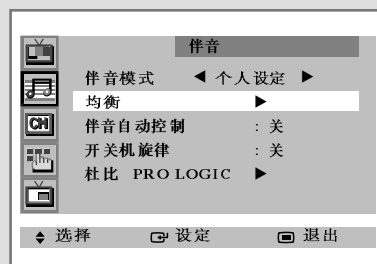 伴音
伴音模式 ◀ 个人设定 ▶
均衡 ▶
CH 伴音自动控制 : 关
开关机旋律 : 关
杜比 PRO LOGIC ▶
选择 设定 退出